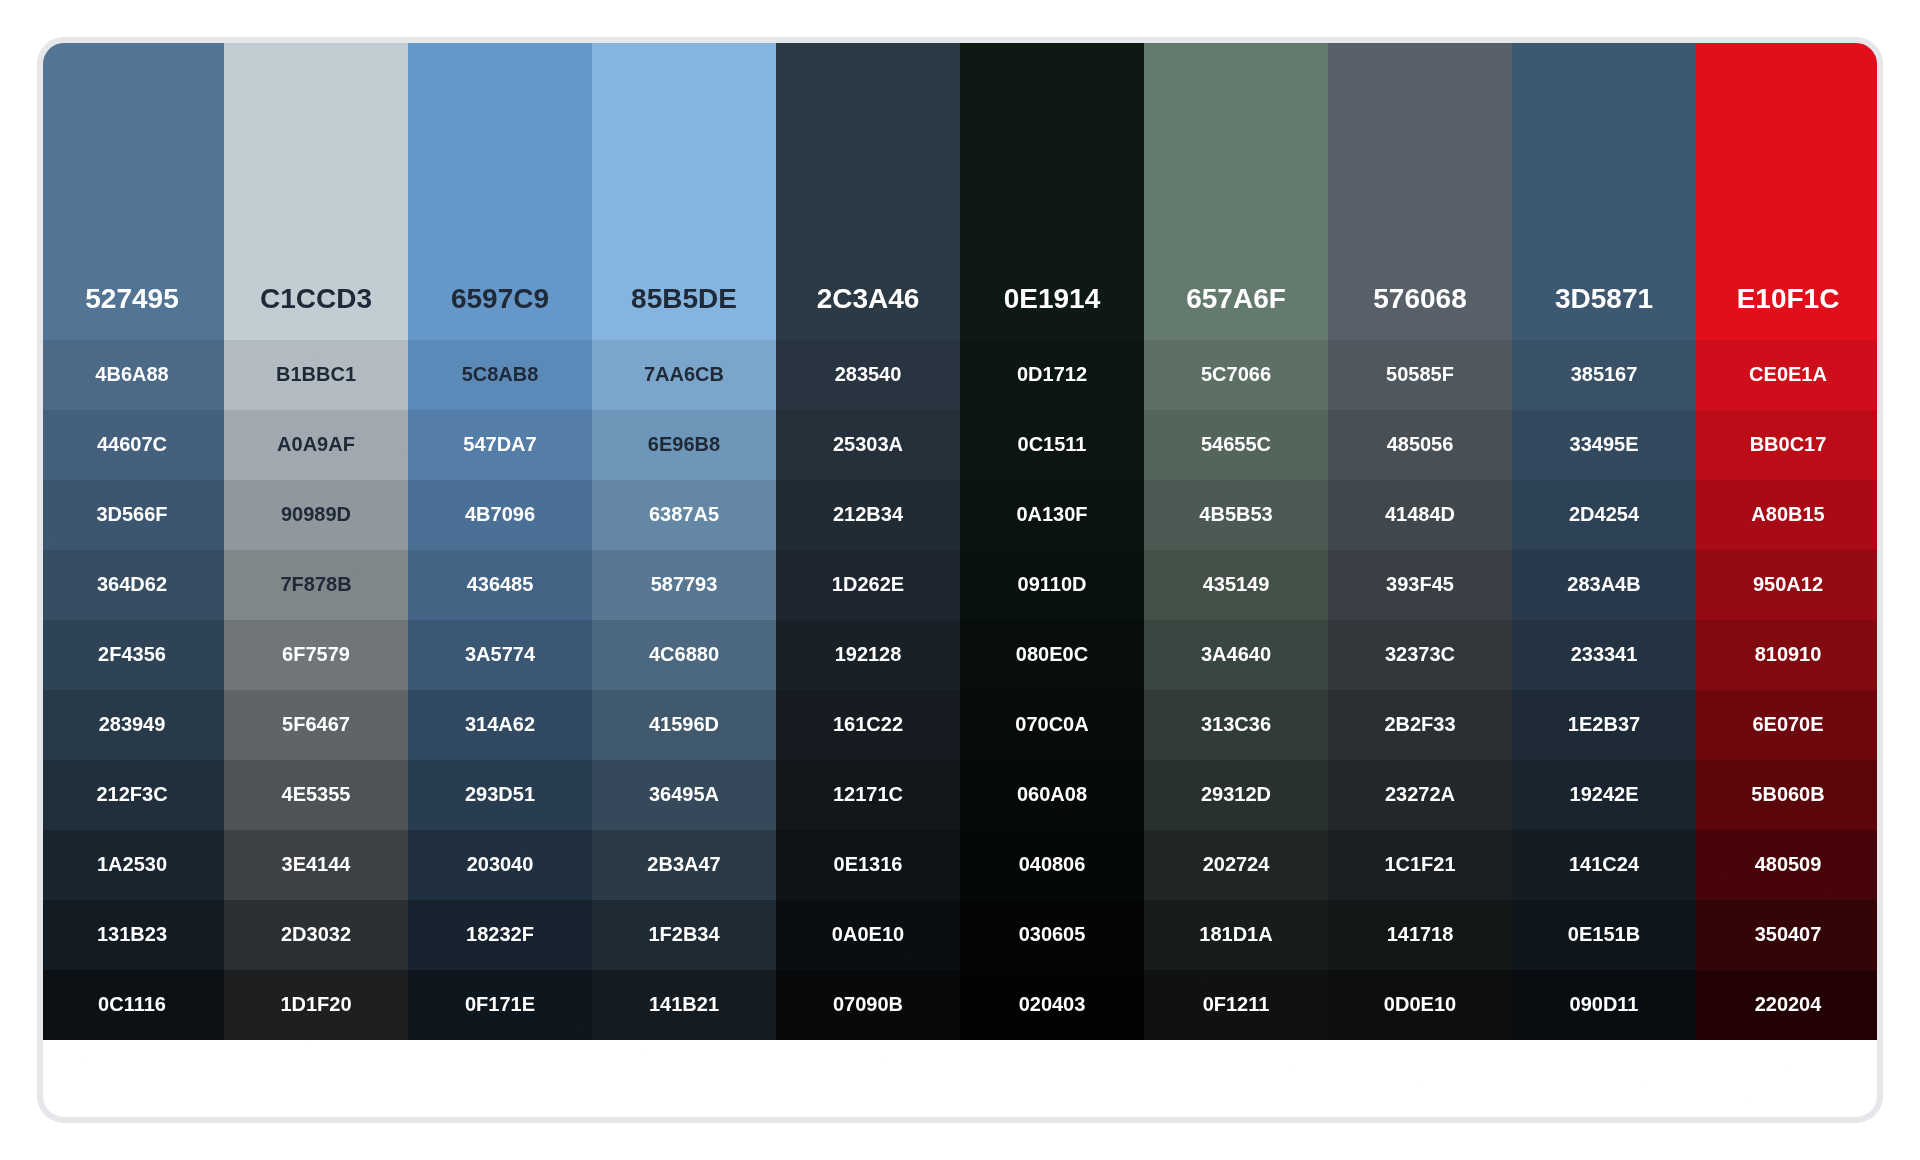 527495 C1CCD3 6597C9 85B5DE 2C3A46 0E1914 657A6F 576068 3D5871 E10F1C
4B6A88 B1BBC1 5C8AB8 7AA6CB 283540 0D1712 5C7066 50585F 385167 CE0E1A
44607C A0A9AF 547DA7 6E96B8 25303A 0C1511 54655C 485056 33495E BB0C17
3D566F 90989D 4B7096 6387A5 212B34 0A130F 4B5B53 41484D 2D4254 A80B15
364D62 7F878B 436485 587793 1D262E 09110D 435149 393F45 283A4B 950A12
2F4356 6F7579 3A5774 4C6880 192128 080E0C 3A4640 32373C 233341 810910
283949 5F6467 314A62 41596D 161C22 070C0A 313C36 2B2F33 1E2B37 6E070E
212F3C 4E5355 293D51 36495A 12171C 060A08 29312D 23272A 19242E 5B060B
1A2530 3E4144 203040 2B3A47 0E1316 040806 202724 1C1F21 141C24 480509
131B23 2D3032 18232F 1F2B34 0A0E10 030605 181D1A 141718 0E151B 350407
0C1116 1D1F20 0F171E 141B21 07090B 020403 0F1211 0D0E10 090D11 220204